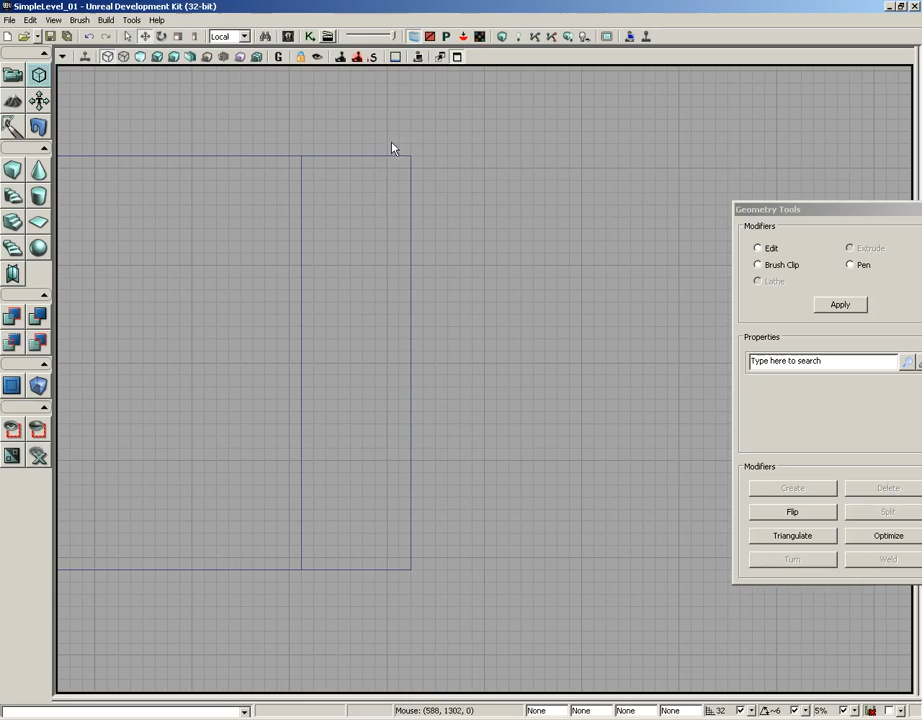 SimpleLevel_01 - Unreal Development Kit (32-bit)
File Edit View Brush Build Tools Help
Local
G
P
S
Geometry Tools
Modifiers
Edit Extrude
Brush Clip Pen
Lathe
Apply
Properties
Type here to search
Modifiers
Create Delete
Flip Split
Triangulate Optimize
Turn Weld
Mouse: (588, 1302, 0) None None None None 32 ~6 5%